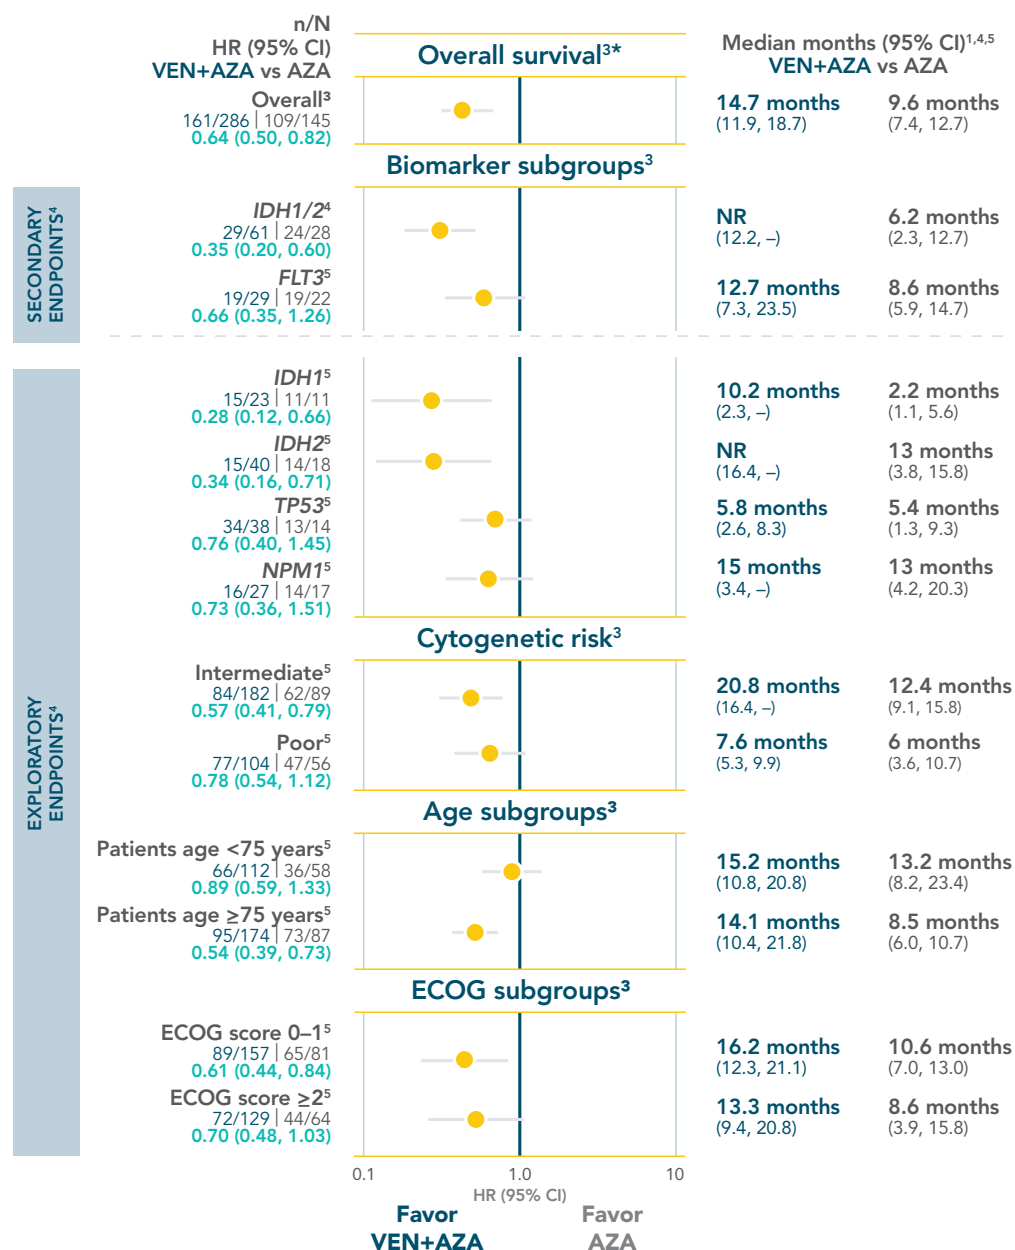 n/N
HR (95% CI)
VEN+AZA vs AZA
Overall survival³*
Median months (95% CI)¹,⁴,⁵
VEN+AZA vs AZA
Overall³
161/286 | 109/145
0.64 (0.50, 0.82)
14.7 months
(11.9, 18.7)
9.6 months
(7.4, 12.7)
Biomarker subgroups³
SECONDARY
ENDPOINTS⁴
IDH1/2⁴
29/61 | 24/28
0.35 (0.20, 0.60)
NR
(12.2, –)
6.2 months
(2.3, 12.7)
FLT3⁵
19/29 | 19/22
0.66 (0.35, 1.26)
12.7 months
(7.3, 23.5)
8.6 months
(5.9, 14.7)
EXPLORATORY
ENDPOINTS⁴
IDH1⁵
15/23 | 11/11
0.28 (0.12, 0.66)
10.2 months
(2.3, –)
2.2 months
(1.1, 5.6)
IDH2⁵
15/40 | 14/18
0.34 (0.16, 0.71)
NR
(16.4, –)
13 months
(3.8, 15.8)
TP53⁵
34/38 | 13/14
0.76 (0.40, 1.45)
5.8 months
(2.6, 8.3)
5.4 months
(1.3, 9.3)
NPM1⁵
16/27 | 14/17
0.73 (0.36, 1.51)
15 months
(3.4, –)
13 months
(4.2, 20.3)
Cytogenetic risk³
Intermediate⁵
84/182 | 62/89
0.57 (0.41, 0.79)
20.8 months
(16.4, –)
12.4 months
(9.1, 15.8)
Poor⁵
77/104 | 47/56
0.78 (0.54, 1.12)
7.6 months
(5.3, 9.9)
6 months
(3.6, 10.7)
Age subgroups³
Patients age <75 years⁵
66/112 | 36/58
0.89 (0.59, 1.33)
15.2 months
(10.8, 20.8)
13.2 months
(8.2, 23.4)
Patients age ≥75 years⁵
95/174 | 73/87
0.54 (0.39, 0.73)
14.1 months
(10.4, 21.8)
8.5 months
(6.0, 10.7)
ECOG subgroups³
ECOG score 0–1⁵
89/157 | 65/81
0.61 (0.44, 0.84)
16.2 months
(12.3, 21.1)
10.6 months
(7.0, 13.0)
ECOG score ≥2⁵
72/129 | 44/64
0.70 (0.48, 1.03)
13.3 months
(9.4, 20.8)
8.6 months
(3.9, 15.8)
0.1 1.0 10
HR (95% CI)
Favor
VEN+AZA
Favor
AZA